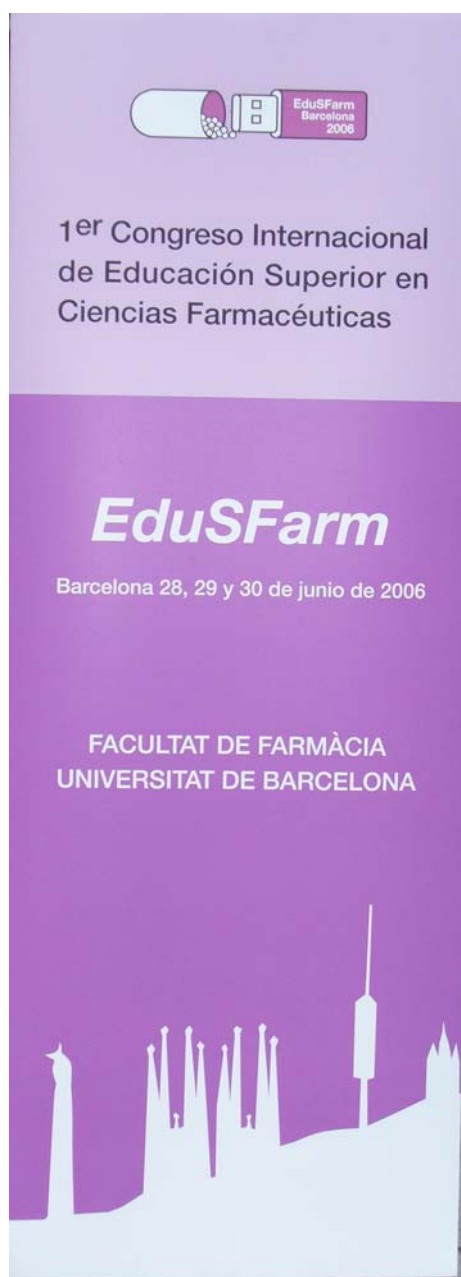 EduSFarm
Barcelona
2006
1er Congreso Internacional
de Educación Superior en
Ciencias Farmacéuticas
EduSFarm
Barcelona 28, 29 y 30 de junio de 2006
FACULTAT DE FARMÀCIA
UNIVERSITAT DE BARCELONA